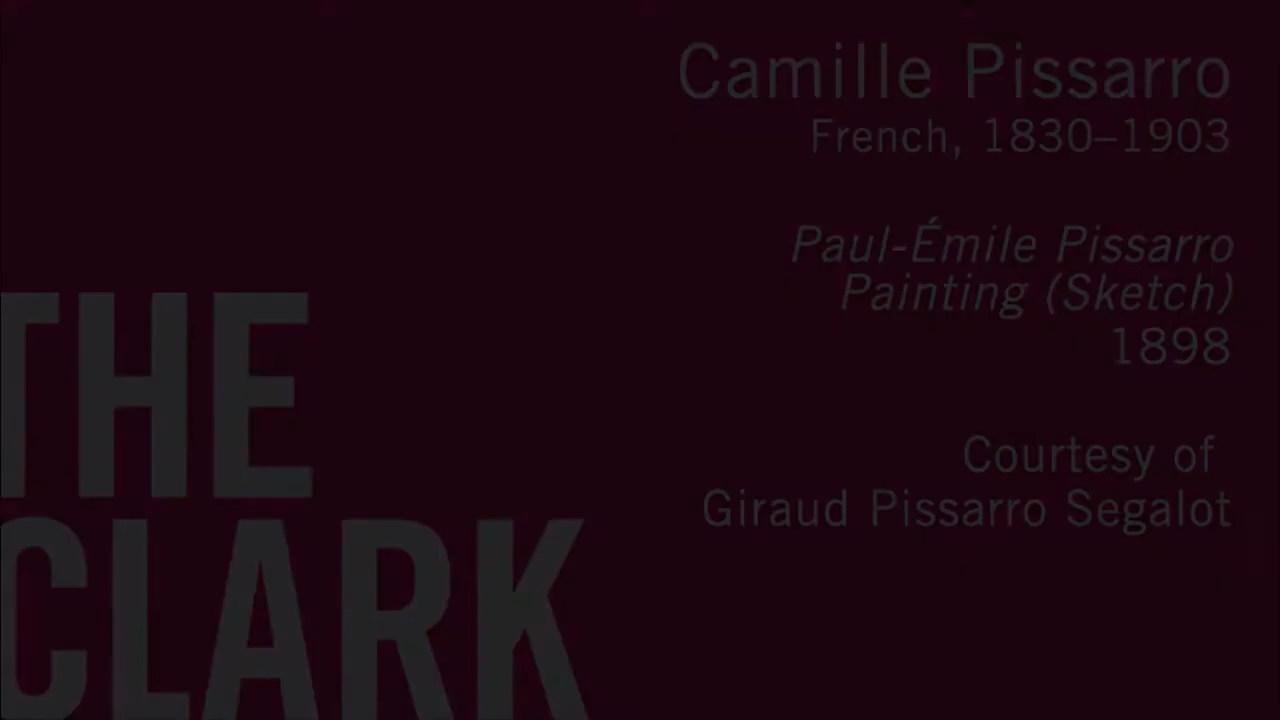 Camille Pissarro
French, 1830–1903
Paul-Émile Pissarro
Painting (Sketch)
1898
Courtesy of
Giraud Pissarro Segalot
THE
CLARK